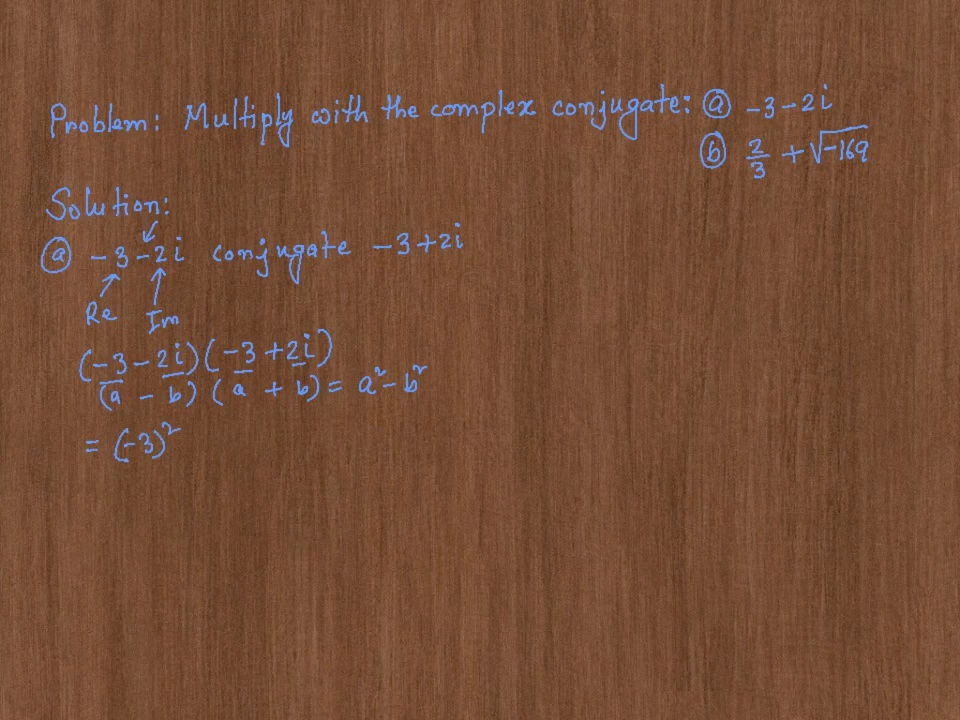 Problem: Multiply with the complex conjugate: ⓐ -3-2i
ⓑ 2/3 + √-169
Solution:
ⓐ -3-2i conjugate -3+2i
Re Im
(-3-2i)(-3+2i)
(a - b)(a + b) = a²-b²
= (-3)²